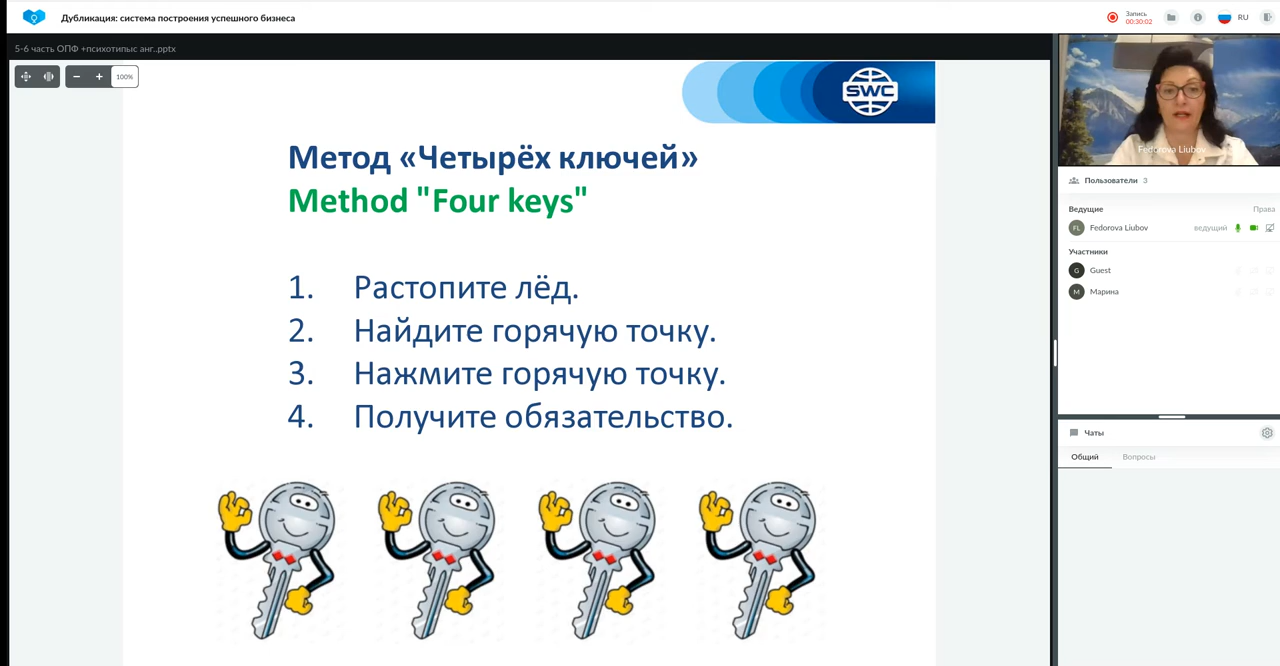 Дубликация: система построения успешного бизнеса
Запись
00:30:02
RU
5-6 часть ОПФ +психотипыс анг..pptx
100%
SWC
Метод «Четырёх ключей»
Method "Four keys"
1. Растопите лёд.
2. Найдите горячую точку.
3. Нажмите горячую точку.
4. Получите обязательство.
Fedorova Liubov
Пользователи 3
Ведущие Права
FL Fedorova Liubov ведущий
Участники
G Guest
М Марина
Чаты
Общий Вопросы